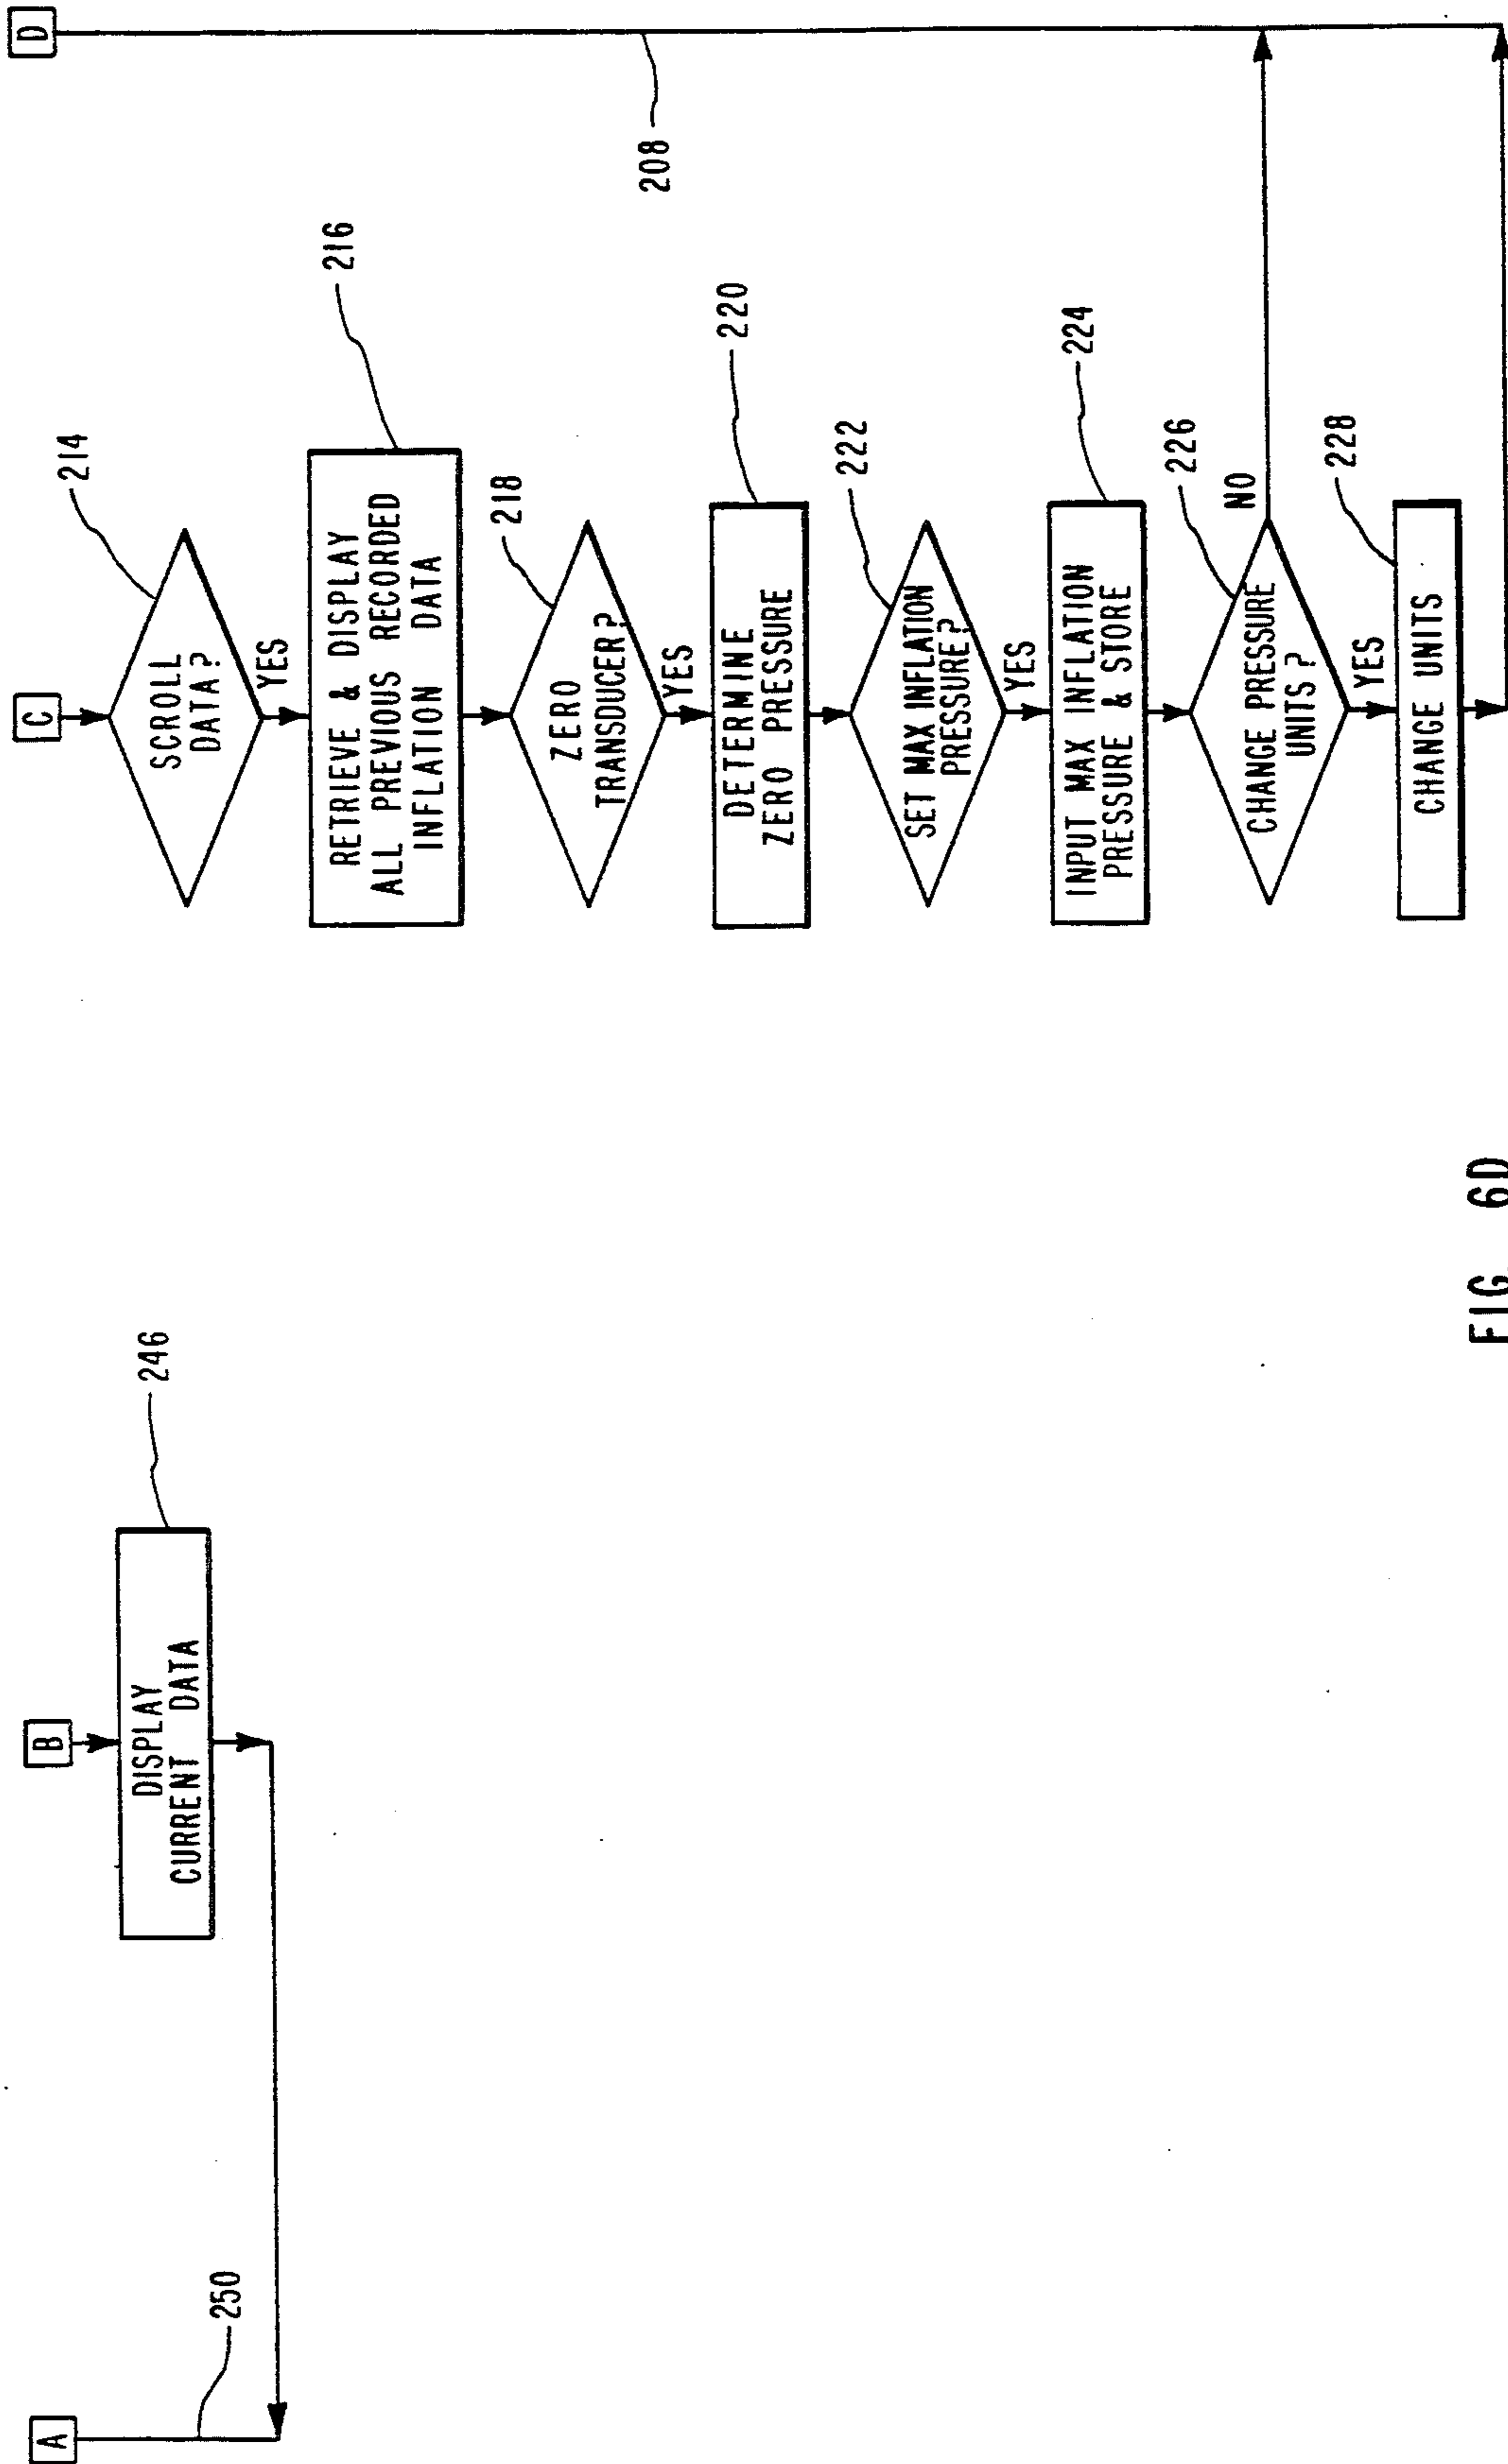 A
250
B
DISPLAY
CURRENT DATA
246
C
SCROLL
DATA?
214
YES
RETRIEVE & DISPLAY
ALL PREVIOUS RECORDED
INFLATION DATA
216
ZERO
TRANSDUCER?
218
YES
DETERMINE
ZERO PRESSURE
220
SET MAX INFLATION
PRESSURE?
222
YES
INPUT MAX INFLATION
PRESSURE & STORE
224
CHANGE PRESSURE
UNITS?
226
NO
YES
CHANGE UNITS
228
D
208
FIG. 6D